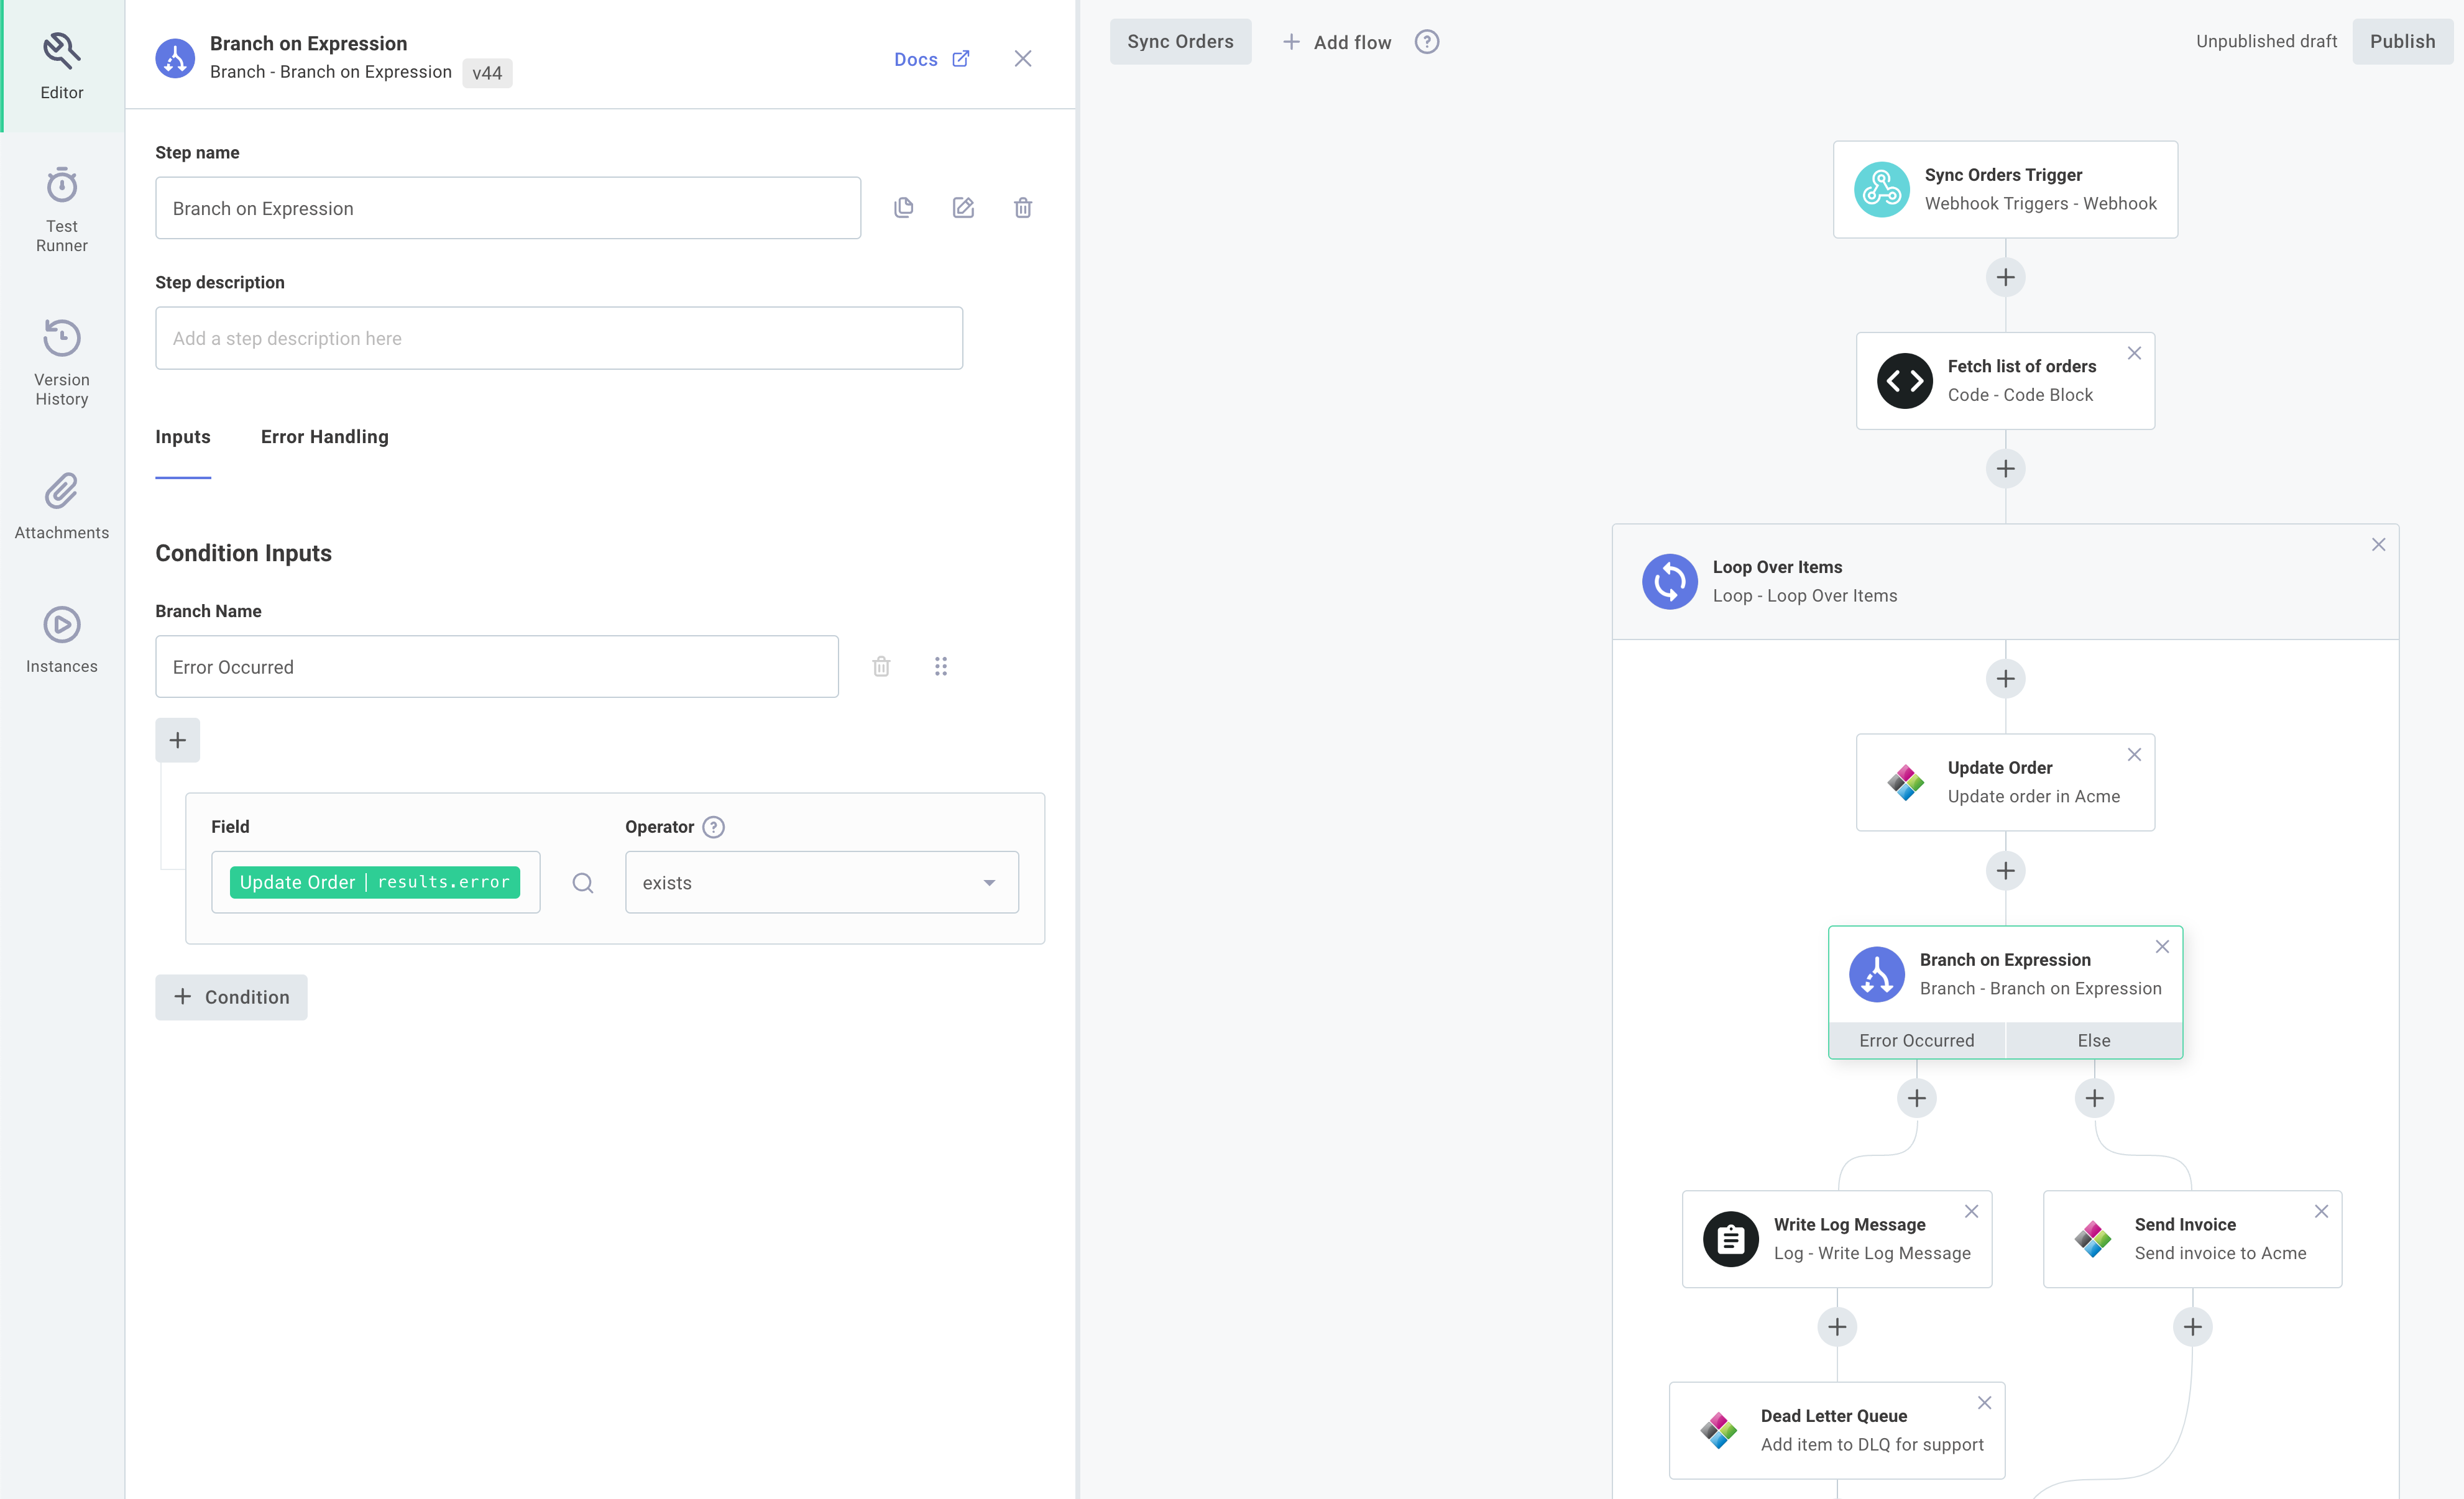 Editor
Test
Runner
Version
History
Attachments
Instances
Branch on Expression
Branch - Branch on Expression
v44
Docs
Step name
Branch on Expression
Step description
Add a step description here
Inputs
Error Handling
Condition Inputs
Branch Name
Error Occurred
Field
Operator
?
Update Order | results.error
exists
+ Condition
Sync Orders
+ Add flow
?
Unpublished draft
Publish
Sync Orders Trigger
Webhook Triggers - Webhook
Fetch list of orders
Code - Code Block
Loop Over Items
Loop - Loop Over Items
Update Order
Update order in Acme
Branch on Expression
Branch - Branch on Expression
Error Occurred
Else
Write Log Message
Log - Write Log Message
Send Invoice
Send invoice to Acme
Dead Letter Queue
Add item to DLQ for support